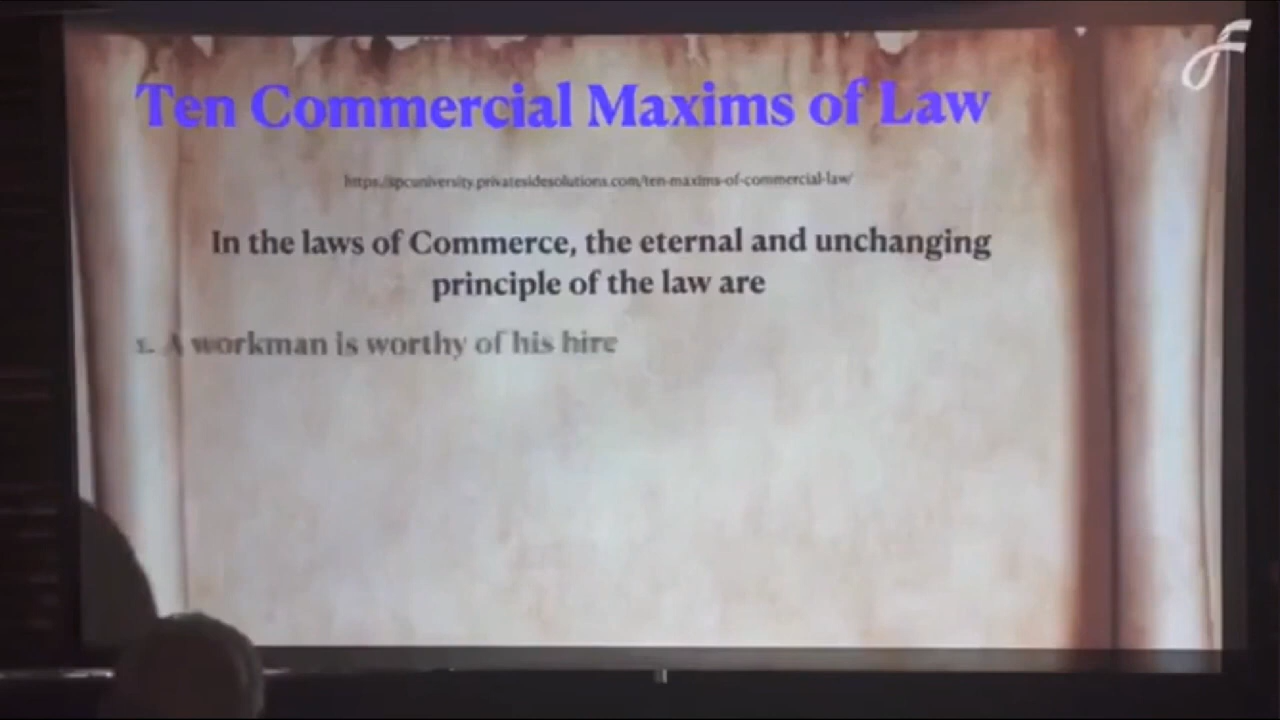 Ten Commercial Maxims of Law
https://spcuniversity.privatesidesolutions.com/ten-maxims-of-commercial-law/
In the laws of Commerce, the eternal and unchanging
principle of the law are
1. A workman is worthy of his hire